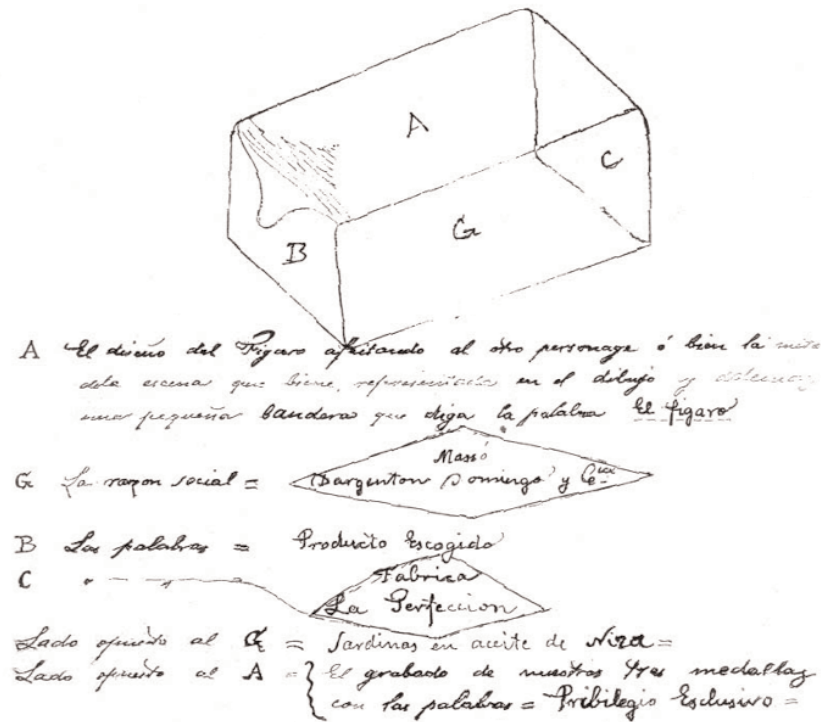 A
C
G
B
A El diseño del Figaro afeitando al otro personage ó bien la
dela escena que biene representada en el dibujo y
una pequeña bandera que diga la palabra El figaro
Massó
G La razon social = Dargenton Domingo y Cia
B Las palabras = Producto Escogido
C Fabrica
La Perfeccion
Lado opuesto al G = Sardinas en aceite de Niza =
Lado opuesto al A = El grabado de nuestros tres medallas
con las palabras = Pribilegio Esclusivo =